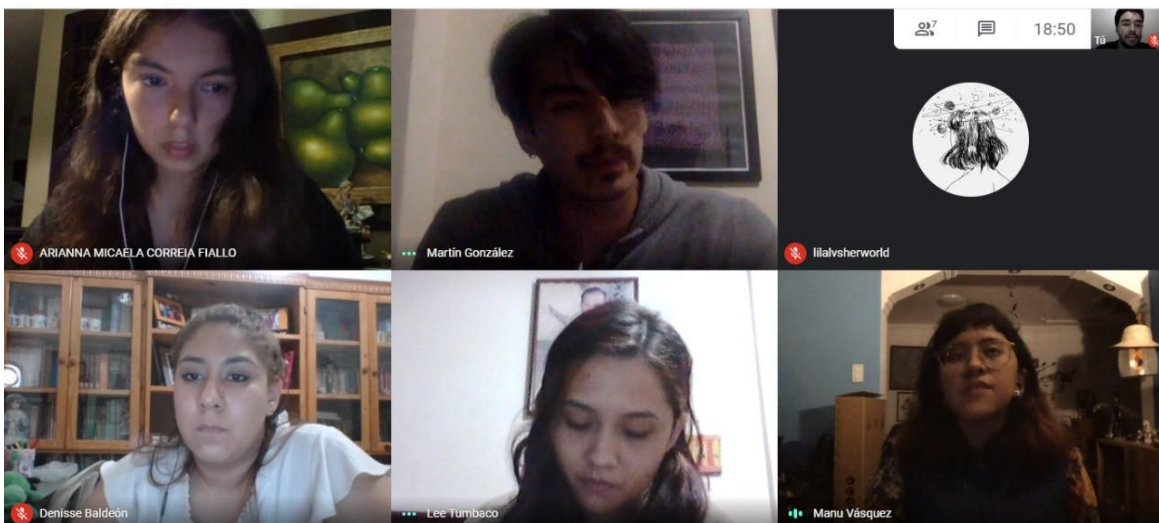 7
18:50
Tú
ARIANNA MICAELA CORREIA FIALLO
Martín González
lilalvsherworld
Denisse Baldeón
Lee Tumbaco
Manu Vásquez